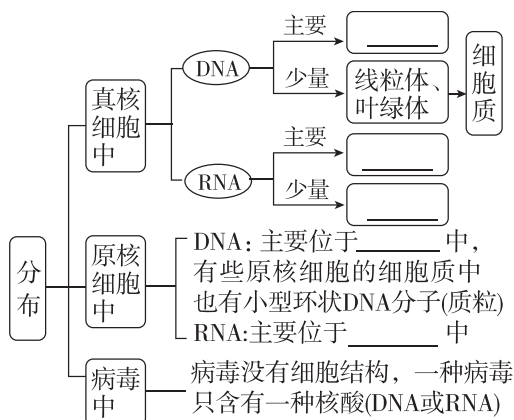 主要
DNA
少量
线粒体、
叶绿体
细胞质
真核
细胞
中
主要
RNA
少量
分布
原核
细胞
中
DNA：主要位于________中，
有些原核细胞的细胞质中
也有小型环状DNA分子(质粒)
RNA:主要位于________中
病毒
中
病毒没有细胞结构，一种病毒
只含有一种核酸(DNA或RNA)